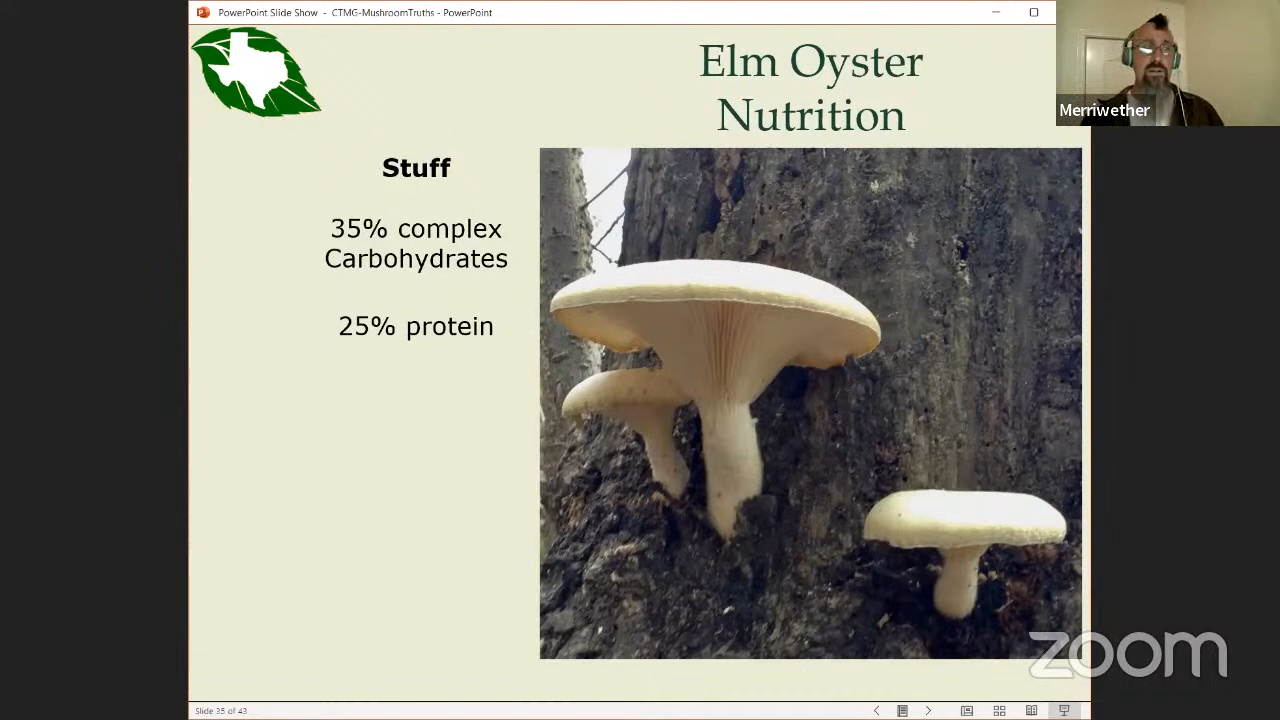 PowerPoint Slide Show - CTMG-MushroomTruths - PowerPoint
Merriwether
Elm Oyster
Nutrition
Stuff
35% complex
Carbohydrates
25% protein
zoom
Slide 35 of 43